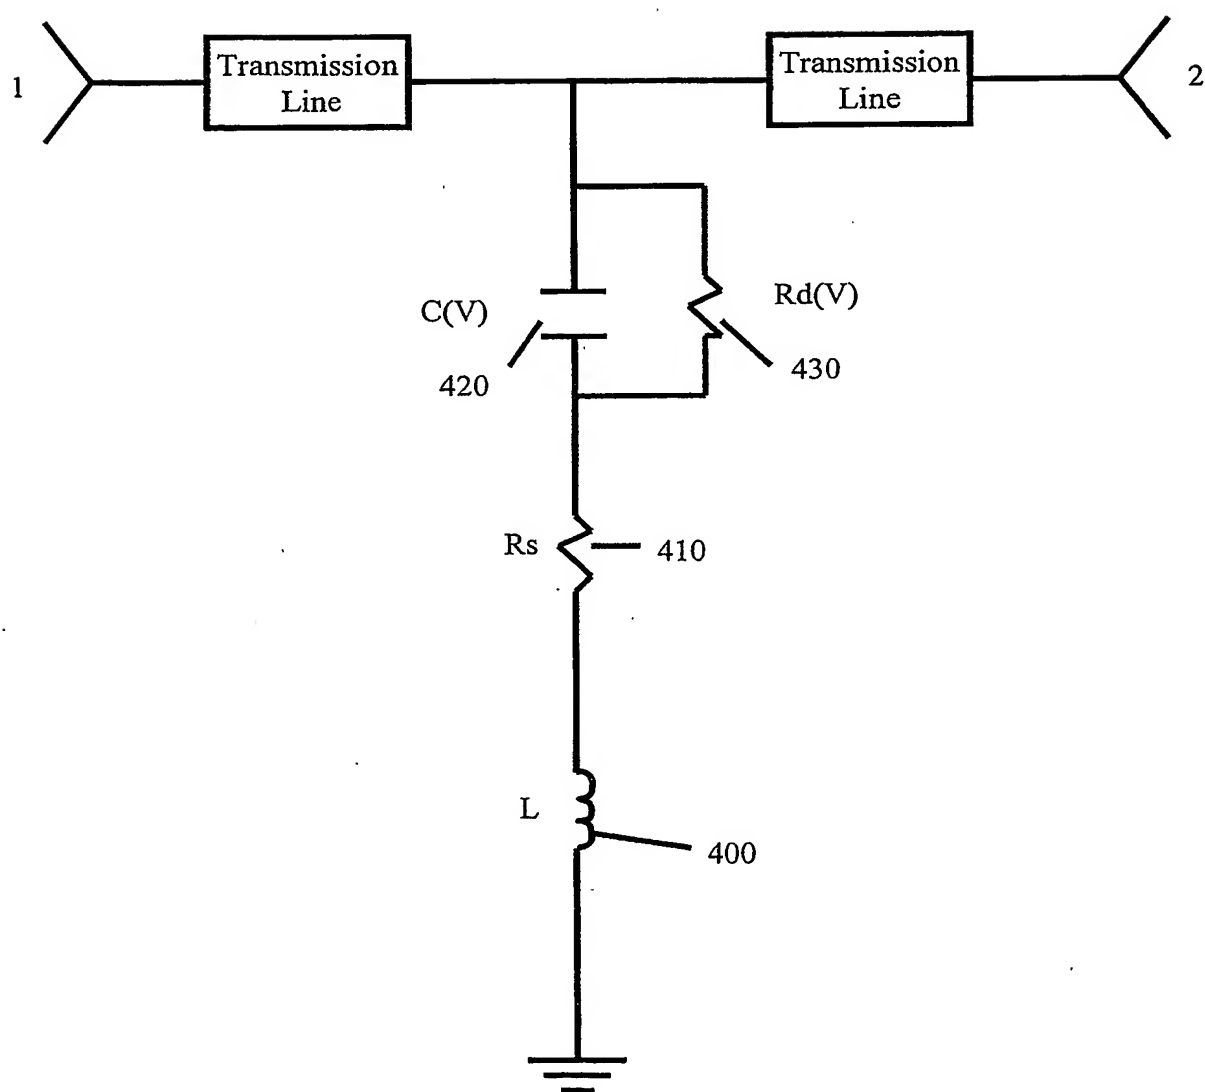 1
Transmission
Line
Transmission
Line
2
C(V)
Rd(V)
420
430
Rs
410
L
400